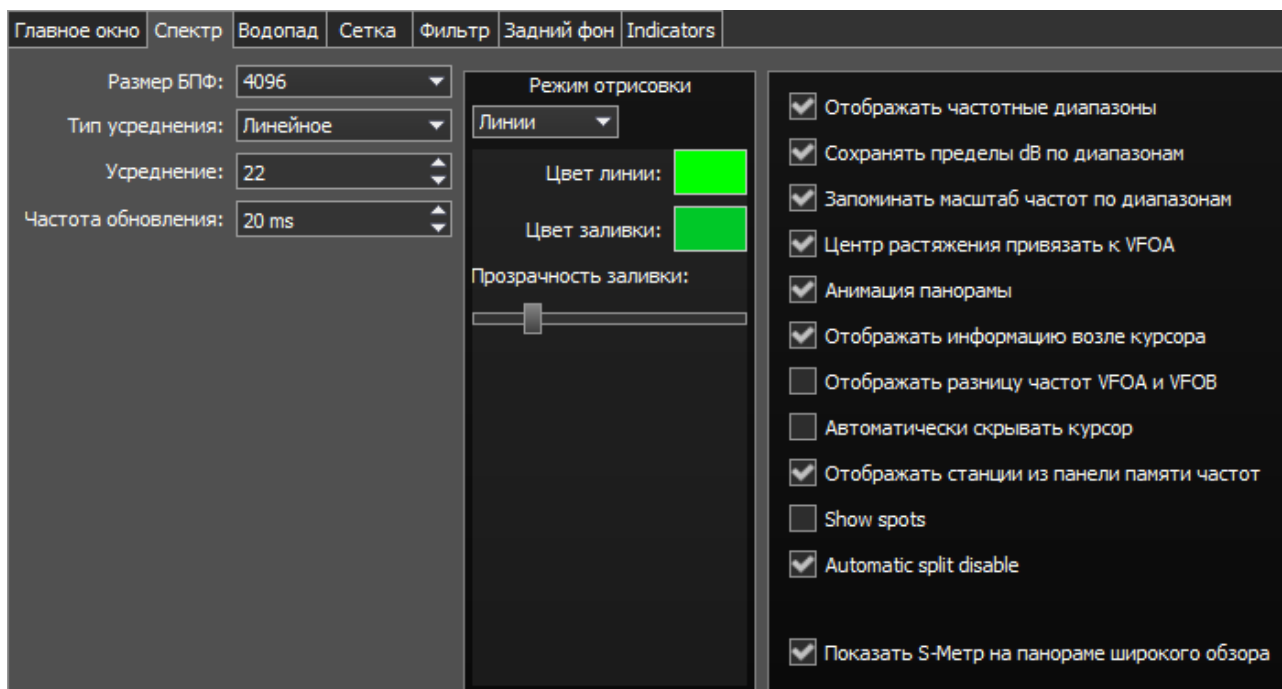 Главное окно Спектр Водопад Сетка Фильтр Задний фон Indicators
Размер БПФ: 4096
Тип усреднения: Линейное
Усреднение: 22
Частота обновления: 20 ms
Режим отрисовки
Линии
Цвет линии:
Цвет заливки:
Прозрачность заливки:
Отображать частотные диапазоны
Сохранять пределы dB по диапазонам
Запоминать масштаб частот по диапазонам
Центр растяжения привязать к VFOA
Анимация панорамы
Отображать информацию возле курсора
Отображать разницу частот VFOA и VFOB
Автоматически скрывать курсор
Отображать станции из панели памяти частот
Show spots
Automatic split disable
Показать S-Метр на панораме широкого обзора